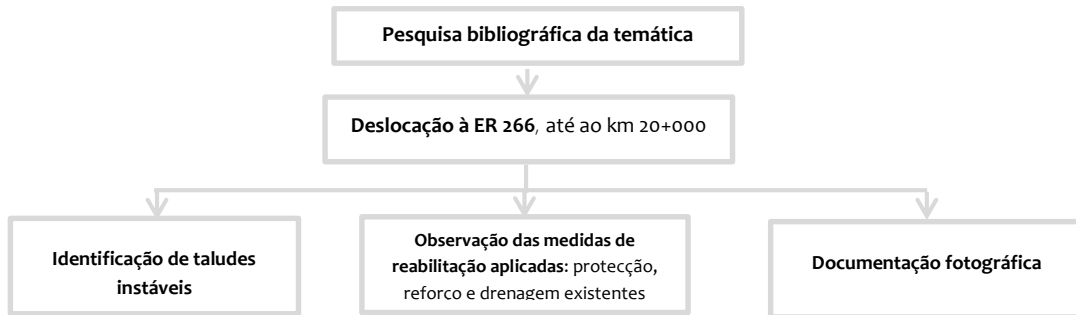 Pesquisa bibliográfica da temática
Deslocação à ER 266, até ao km 20+000
Identificação de taludes
instáveis
Observação das medidas de
reabilitação aplicadas: protecção,
reforço e drenagem existentes
Documentação fotográfica